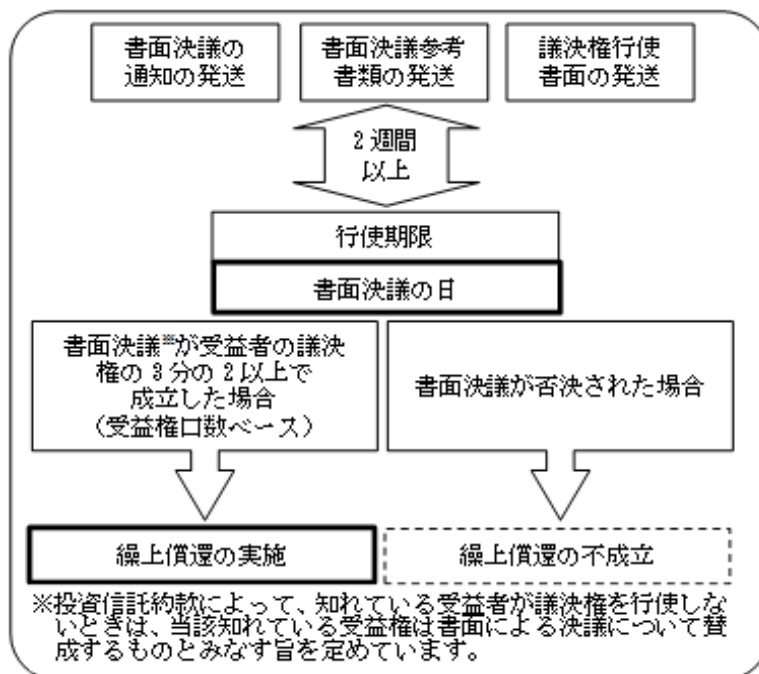 書面決議の
通知の発送
書面決議参考
書類の発送
議決権行使
書面の発送
2週間
以上
行使期限
書面決議の日
書面決議※が受益者の議決
権の3分の2以上で
成立した場合
(受益権口数ベース)
書面決議が否決された場合
繰上償還の実施
繰上償還の不成立
※投資信託約款によって、知れている受益者が議決権を行使しな
いときは、当該知れている受益権は書面による決議について賛
成するものとみなす旨を定めています。